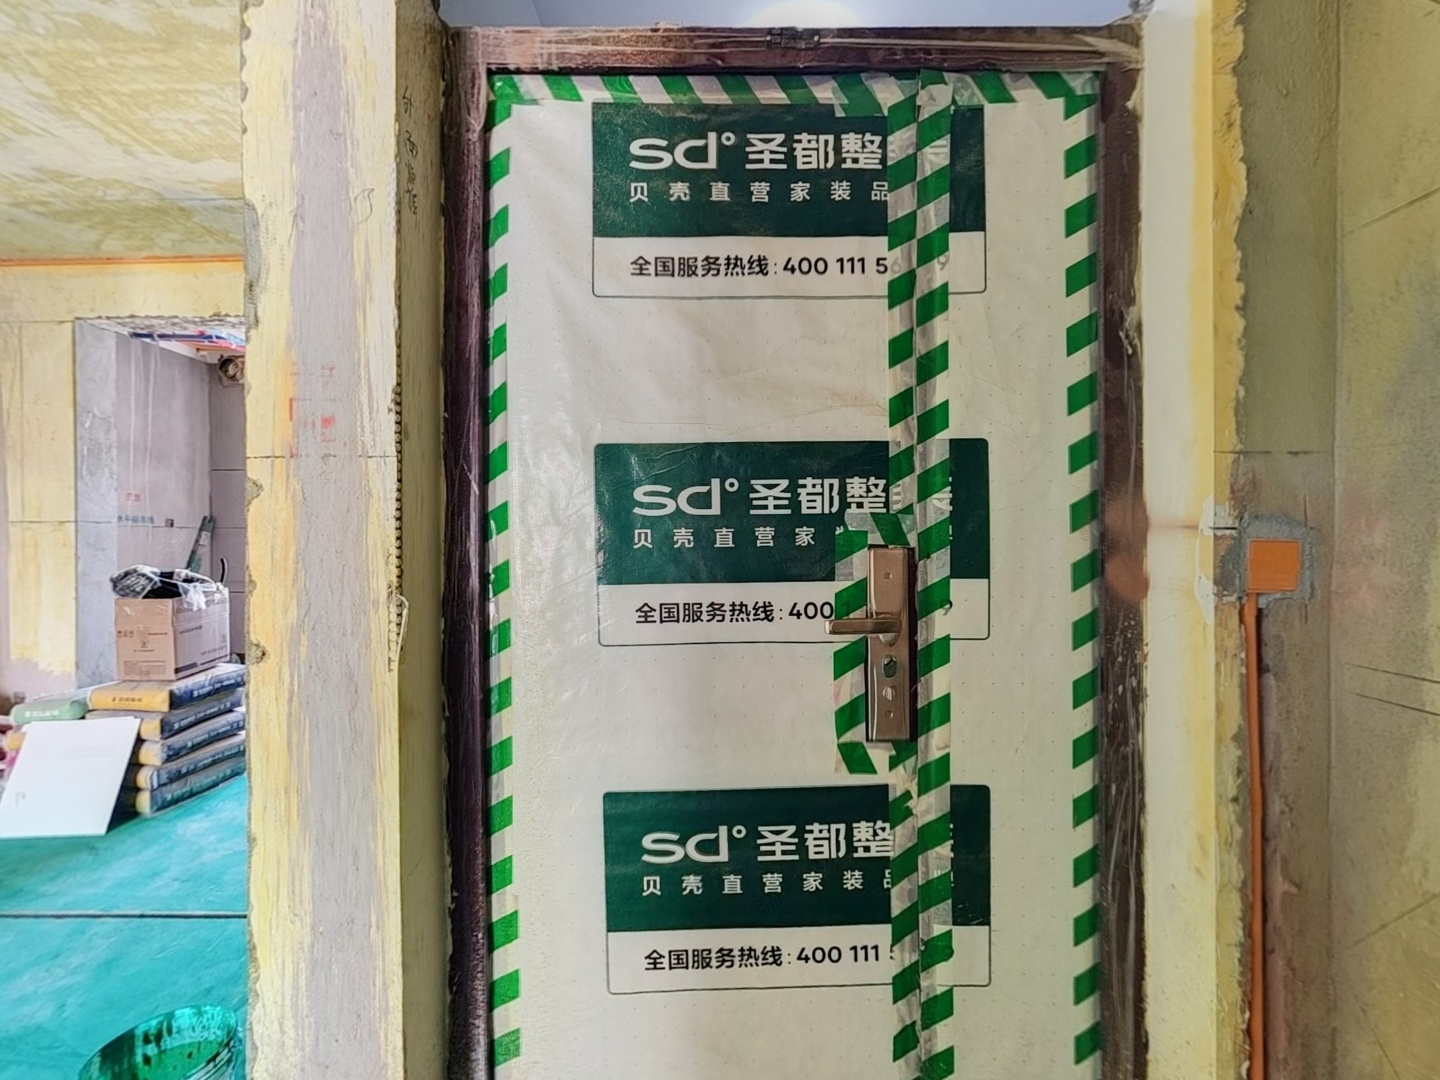 sd° 圣都整
贝壳直营家装品
全国服务热线: 400 111 5
sd° 圣都整
贝壳直营家
全国服务热线: 400
sd° 圣都整
贝壳直营家装品
全国服务热线: 400 111